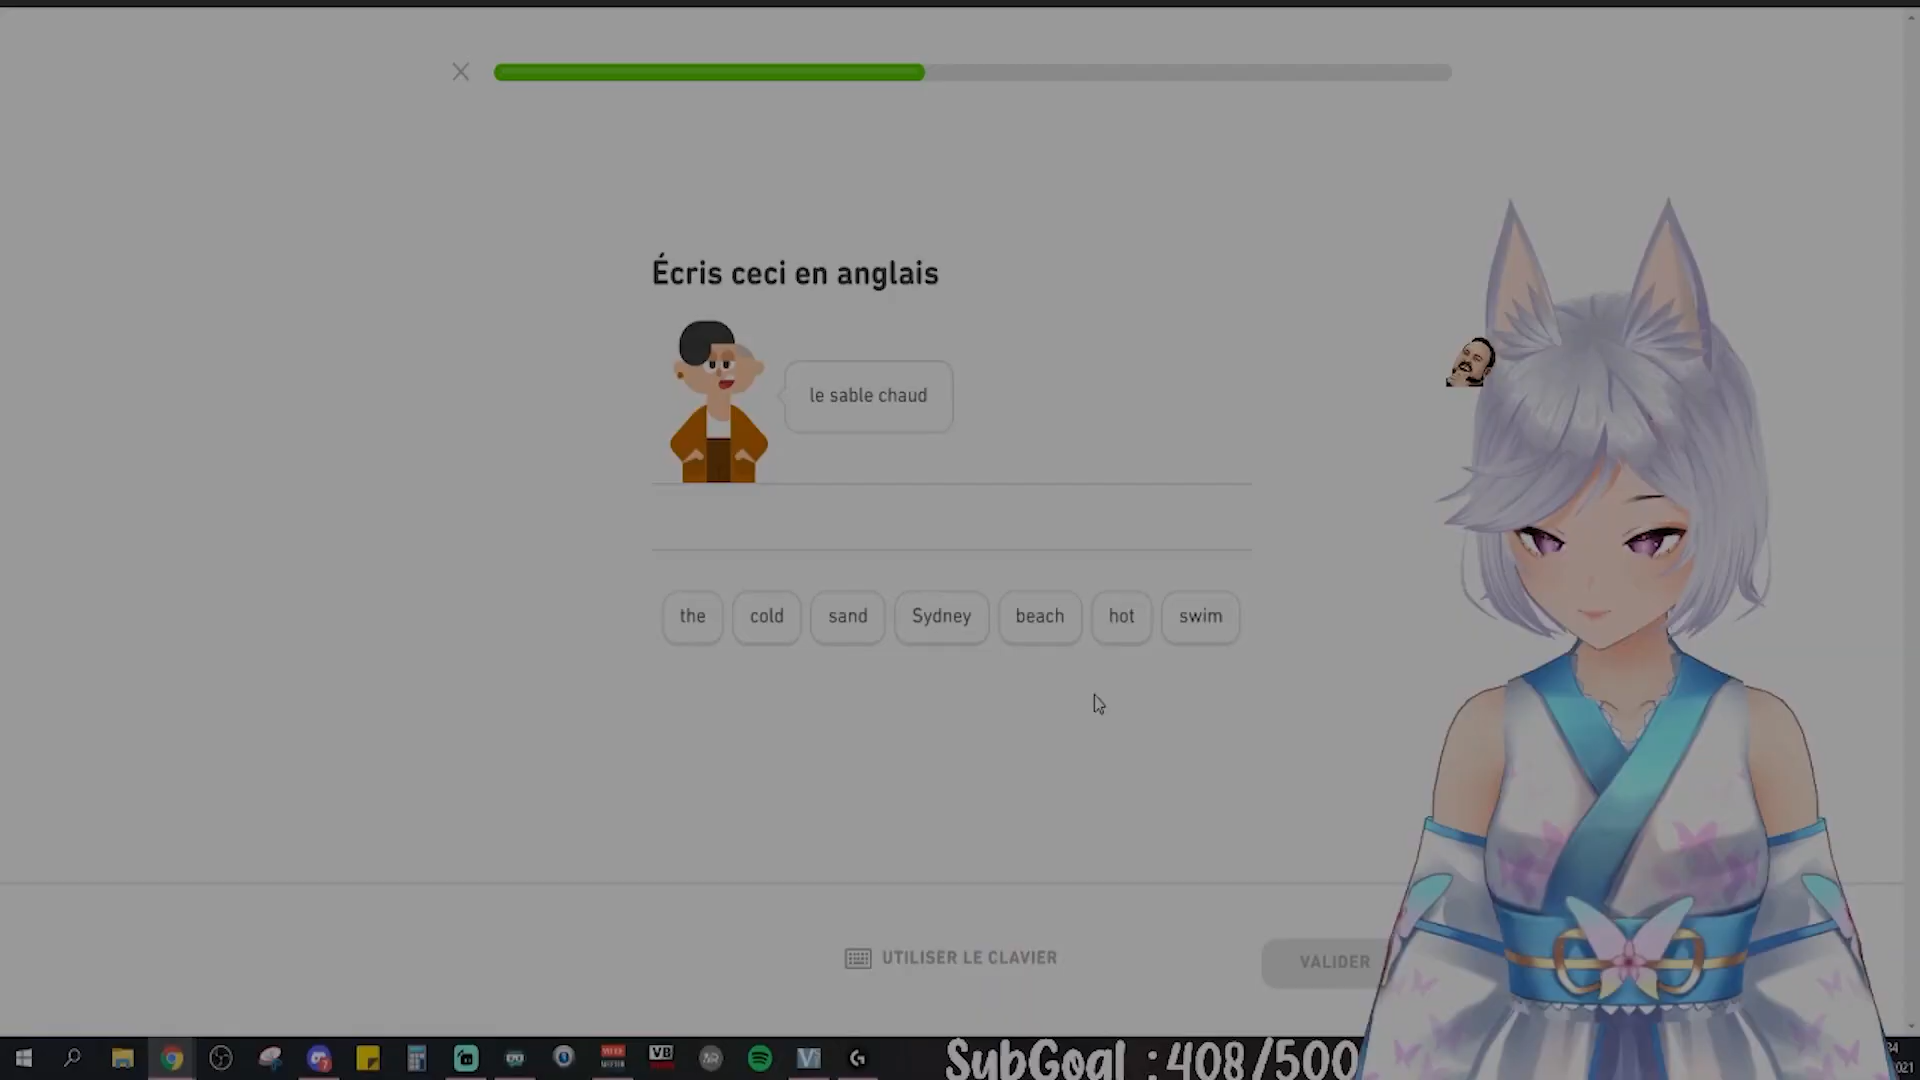 Écris ceci en anglais
le sable chaud
the cold sand Sydney beach hot swim
UTILISER LE CLAVIER
VALIDER
VB
SubGoal : 408/500